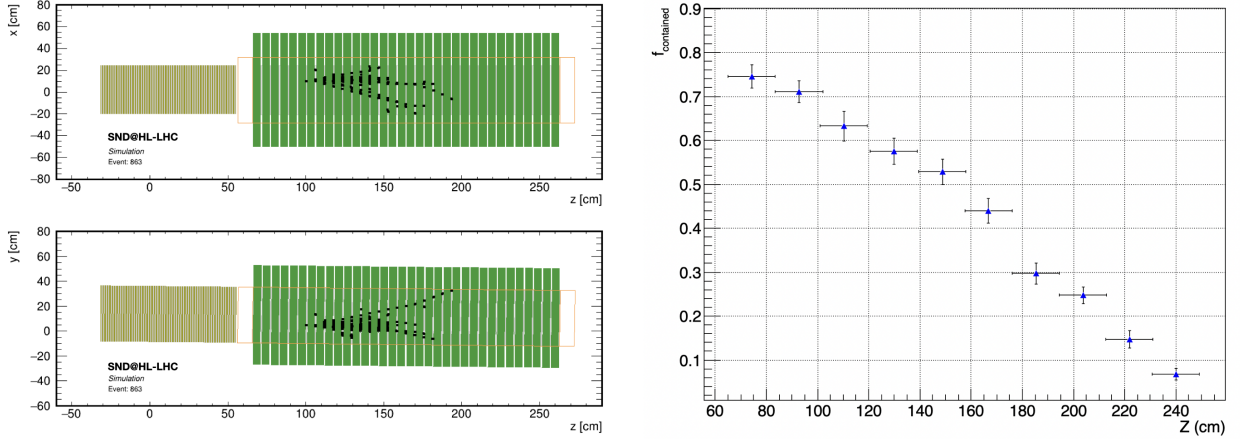 x [cm]
80
60
40
20
0
−20
−40
−60
−80
SND@HL-LHC
Simulation
Event: 863
−50 0 50 100 150 200 250
z [cm]
y [cm]
80
60
40
20
0
−20
−40
−60
SND@HL-LHC
Simulation
Event: 863
−50 0 50 100 150 200 250
z [cm]
f contained
0.9
0.8
0.7
0.6
0.5
0.4
0.3
0.2
0.1
60 80 100 120 140 160 180 200 220 240
Z (cm)